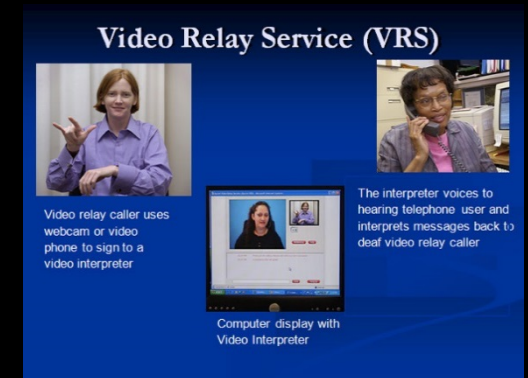 Video Relay Service (VRS)
Video relay caller uses
webcam or video
phone to sign to a
video interpreter
The interpreter voices to
hearing telephone user and
interprets messages back to
deaf video relay caller
Computer display with
Video Interpreter